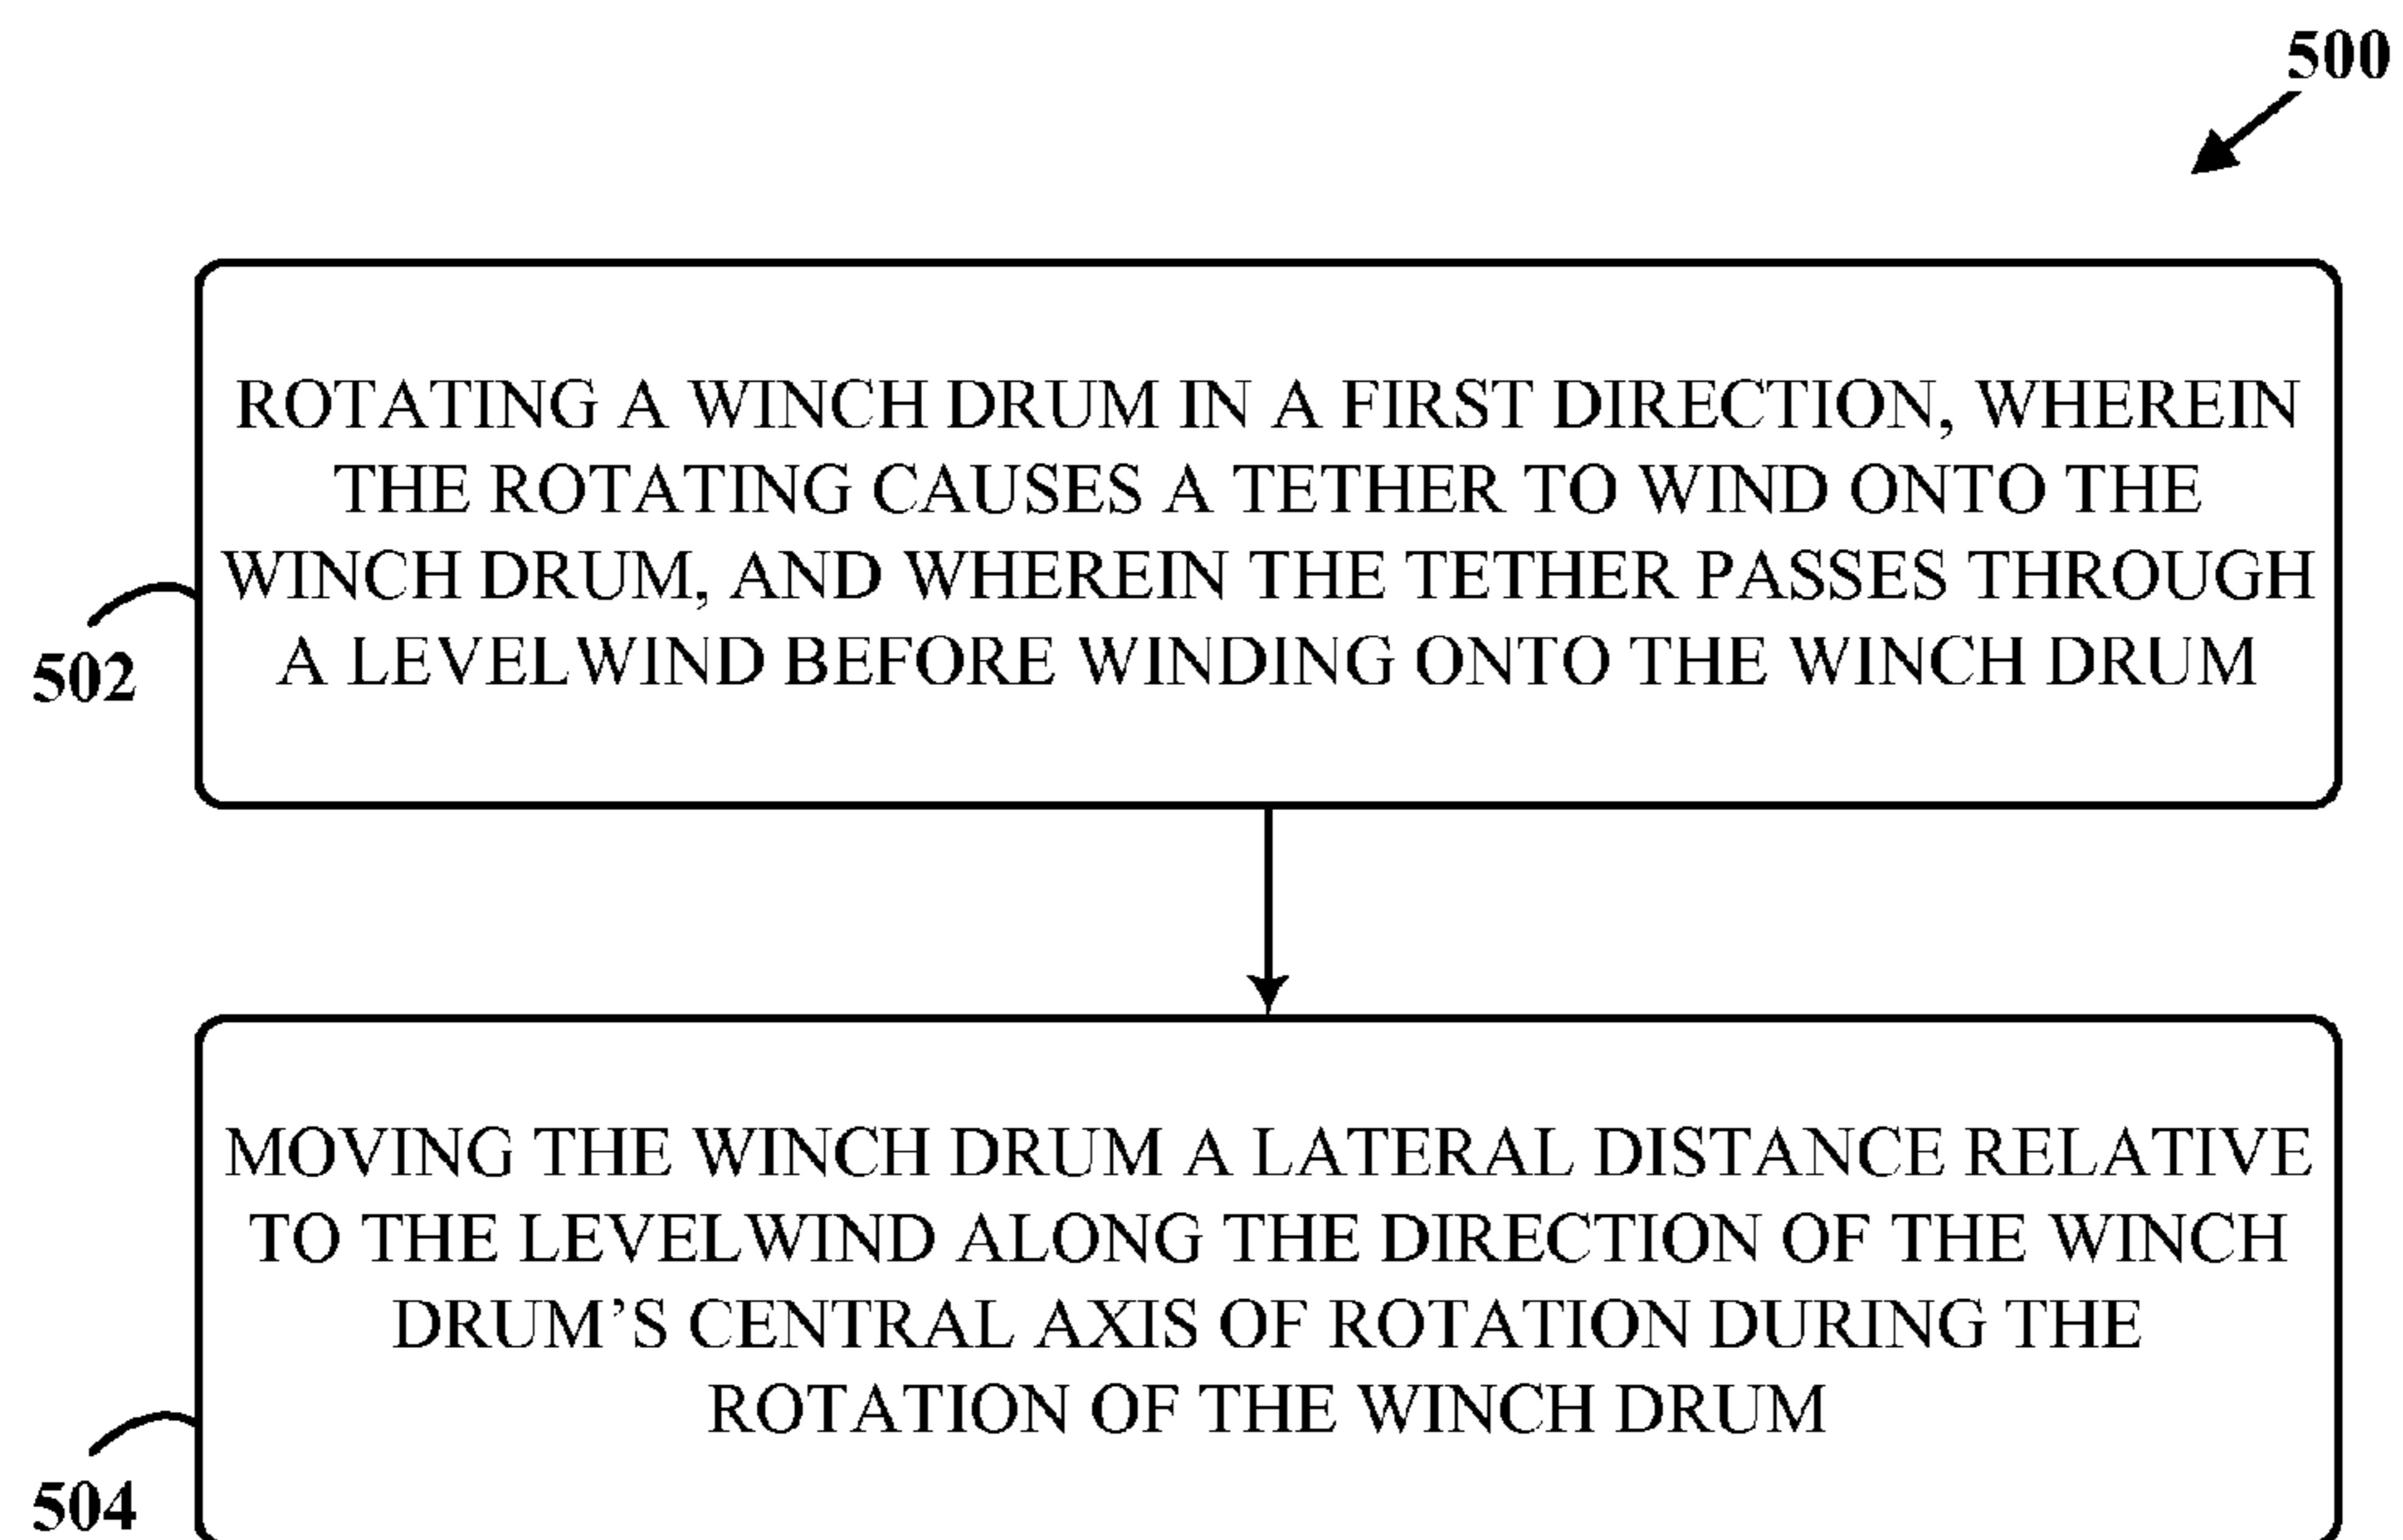 500
ROTATING A WINCH DRUM IN A FIRST DIRECTION, WHEREIN
THE ROTATING CAUSES A TETHER TO WIND ONTO THE
WINCH DRUM, AND WHEREIN THE TETHER PASSES THROUGH
A LEVELWIND BEFORE WINDING ONTO THE WINCH DRUM
502
MOVING THE WINCH DRUM A LATERAL DISTANCE RELATIVE
TO THE LEVELWIND ALONG THE DIRECTION OF THE WINCH
DRUM’S CENTRAL AXIS OF ROTATION DURING THE
ROTATION OF THE WINCH DRUM
504